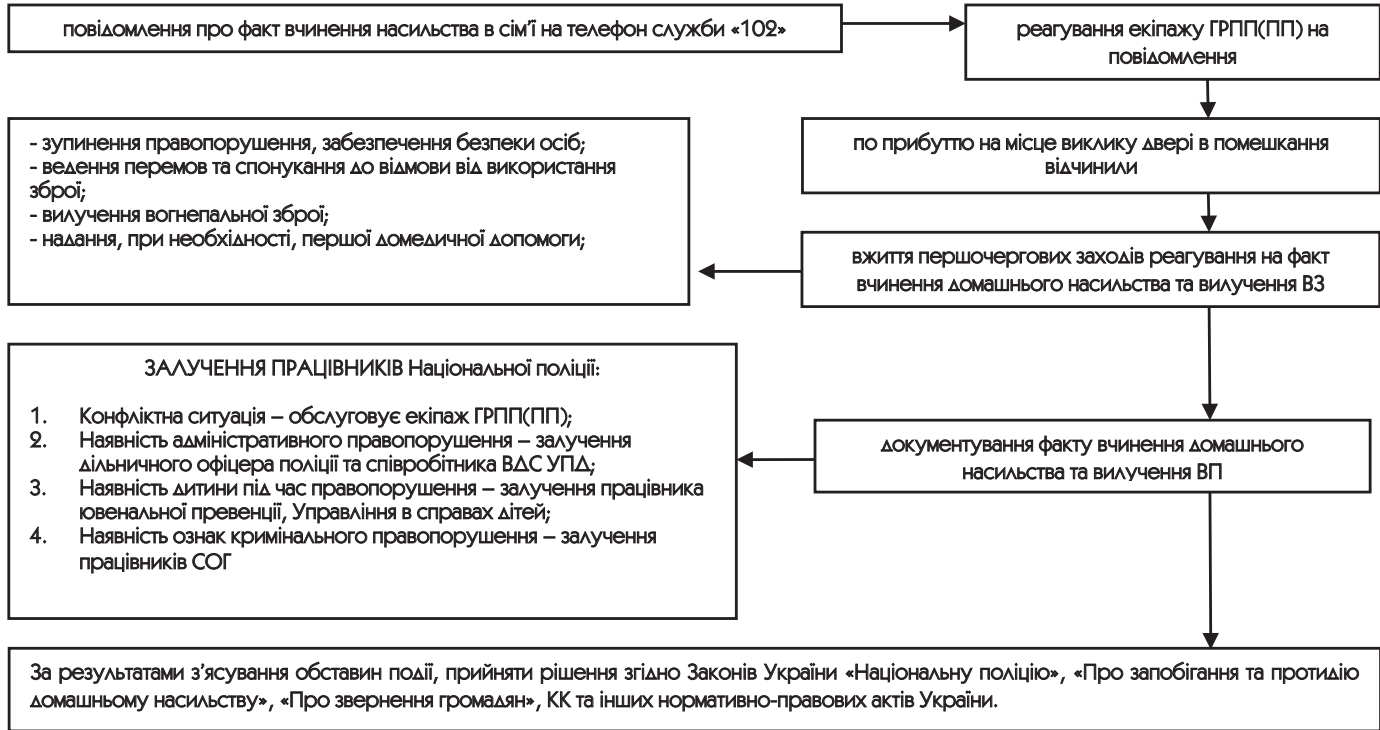 повідомлення про факт вчинення насильства в сім'ї на телефон служби «102»
реагування екіпажу ГРПП(ПП) на
повідомлення
по прибуттю на місце виклику двері в помешкання
відчинили
- зупинення правопорушення, забезпечення безпеки осіб;
- ведення перемов та спонукання до відмови від використання
зброї;
- вилучення вогнепальної зброї;
- надання, при необхідності, першої домедичної допомоги;
вжиття першочергових заходів реагування на факт
вчинення домашнього насильства та вилучення ВЗ
ЗАЛУЧЕННЯ ПРАЦІВНИКІВ Національної поліції:
1. Конфліктна ситуація – обслуговує екіпаж ГРПП(ПП);
2. Наявність адміністративного правопорушення – залучення
дільничного офіцера поліції та співробітника ВДС УПД;
3. Наявність дитини під час правопорушення – залучення працівника
ювенальної превенції, Управління в справах дітей;
4. Наявність ознак кримінального правопорушення – залучення
працівників СОГ
документування факту вчинення домашнього
насильства та вилучення ВП
За результатами з'ясування обставин події, прийняти рішення згідно Законів України «Національну поліцію», «Про запобігання та протидію
домашньому насильству», «Про звернення громадян», КК та інших нормативно-правових актів України.